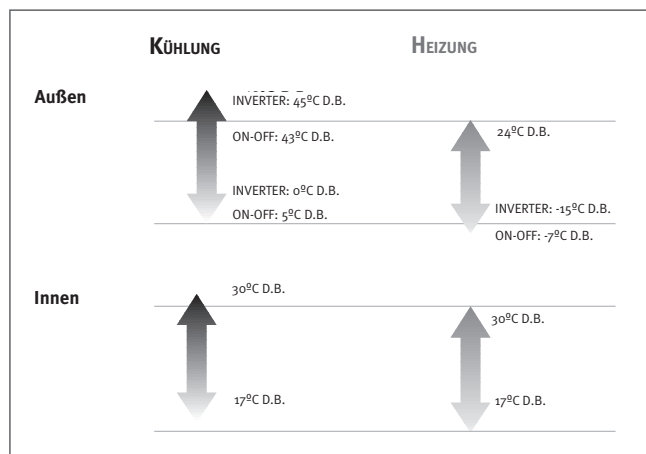 KÜHLUNG HEIZUNG
Außen
INVERTER: 45ºC D.B.
ON-OFF: 43ºC D.B.
24ºC D.B.
INVERTER: 0ºC D.B.
ON-OFF: 5ºC D.B.
INVERTER: -15ºC D.B.
ON-OFF: -7ºC D.B.
Innen
30ºC D.B.
30ºC D.B.
17ºC D.B.
17ºC D.B.